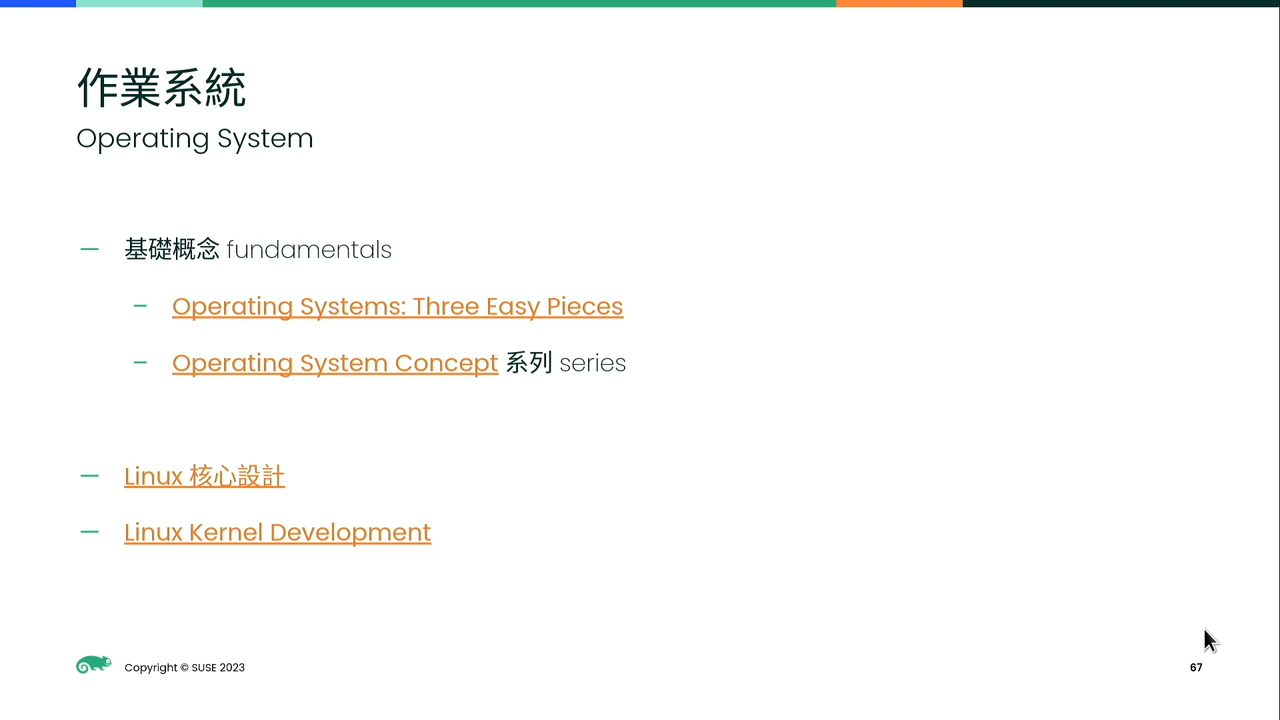 作業系統
Operating System
基礎概念 fundamentals
Operating Systems: Three Easy Pieces
Operating System Concept 系列 series
Linux 核心設計
Linux Kernel Development
Copyright © SUSE 2023
67